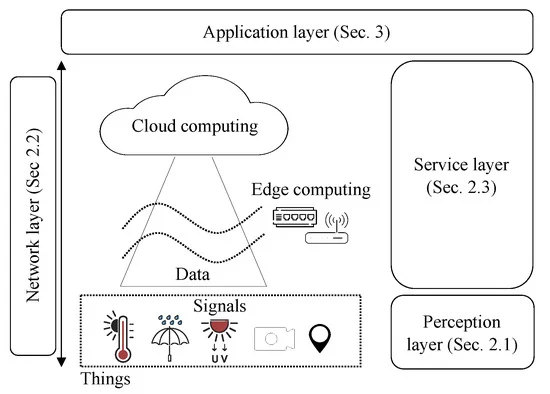 Application layer (Sec. 3)
Network layer (Sec 2.2)
Cloud computing
Service layer
(Sec. 2.3)
Edge computing
Data
Signals
UV
Perception
layer (Sec. 2.1)
Things